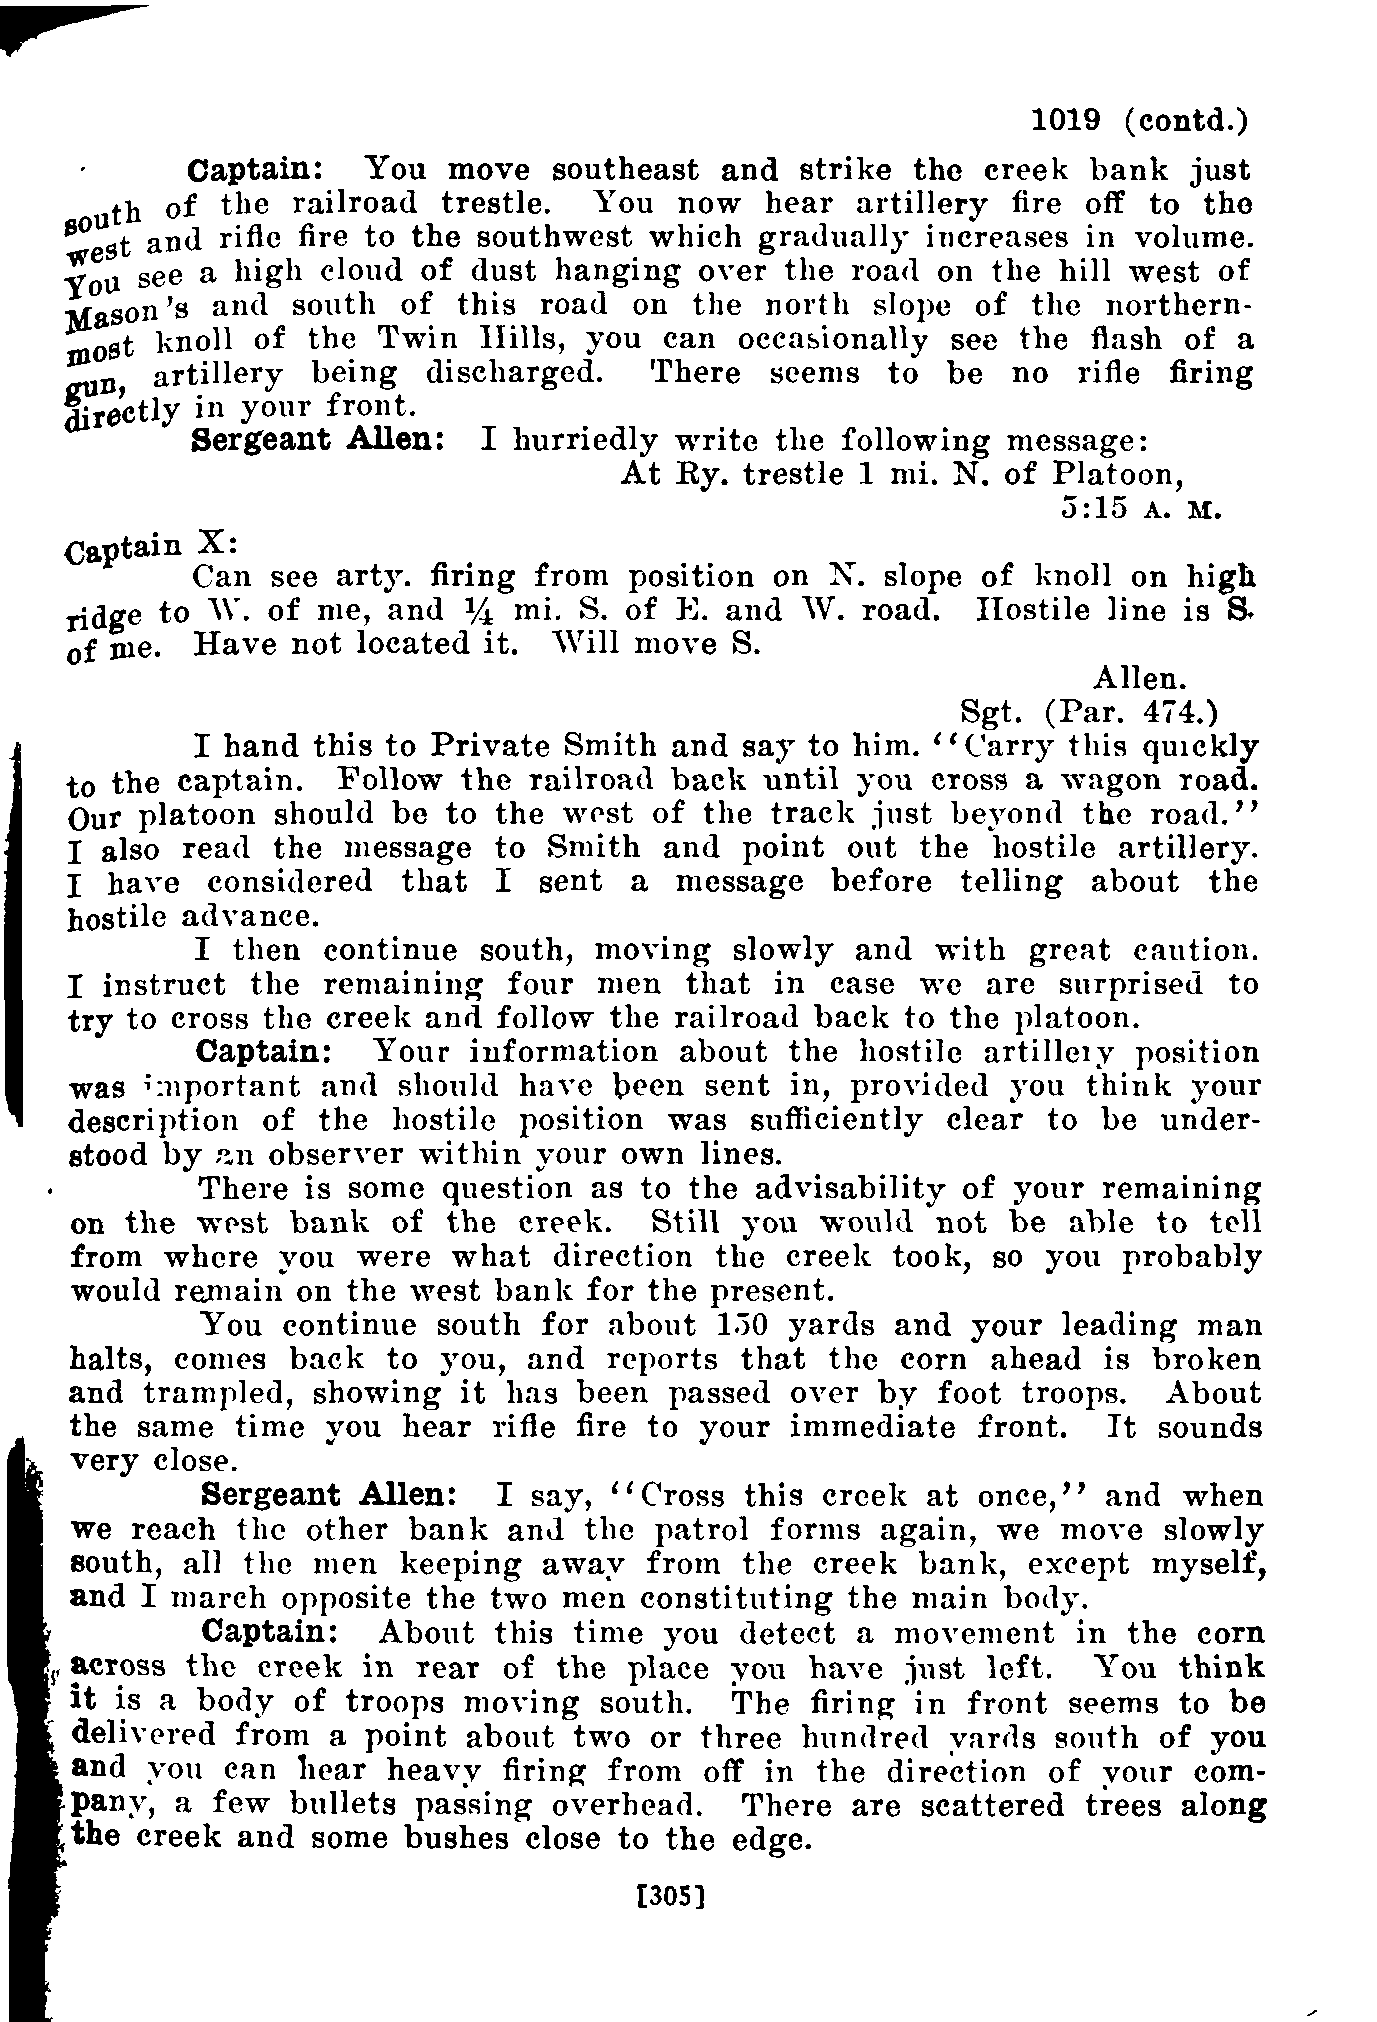 1019 (contd.)
Captain: You move southeast and strike the creek bank just
south of the railroad trestle. You now hear artillery fire off to the
west and rifle fire to the southwest which gradually increases in volume.
You see a high cloud of dust hanging over the road on the hill west of
Mason's and south of this road on the north slope of the northern-
most knoll of the Twin Hills, you can occasionally see the flash of a
gun, artillery being discharged. There seems to be no rifle firing
directly in your front.
Sergeant Allen: I hurriedly write the following message:
At Ry. trestle 1 mi. N. of Platoon,
5:15 A. M.
Captain X:
Can see arty. firing from position on N. slope of knoll on high
ridge to W. of me, and ¼ mi. S. of E. and W. road. Hostile line is S.
of me. Have not located it. Will move S.
Allen.
Sgt. (Par. 474.)
I hand this to Private Smith and say to him. "Carry this quickly
to the captain. Follow the railroad back until you cross a wagon road.
Our platoon should be to the west of the track just beyond the road."
I also read the message to Smith and point out the hostile artillery.
I have considered that I sent a message before telling about the
hostile advance.
I then continue south, moving slowly and with great caution.
I instruct the remaining four men that in case we are surprised to
try to cross the creek and follow the railroad back to the platoon.
Captain: Your information about the hostile artillery position
was important and should have been sent in, provided you think your
description of the hostile position was sufficiently clear to be under-
stood by an observer within your own lines.
There is some question as to the advisability of your remaining
on the west bank of the creek. Still you would not be able to tell
from where you were what direction the creek took, so you probably
would remain on the west bank for the present.
You continue south for about 150 yards and your leading man
halts, comes back to you, and reports that the corn ahead is broken
and trampled, showing it has been passed over by foot troops. About
the same time you hear rifle fire to your immediate front. It sounds
very close.
Sergeant Allen: I say, "Cross this creek at once," and when
we reach the other bank and the patrol forms again, we move slowly
south, all the men keeping away from the creek bank, except myself,
and I march opposite the two men constituting the main body.
Captain: About this time you detect a movement in the corn
across the creek in rear of the place you have just left. You think
it is a body of troops moving south. The firing in front seems to be
delivered from a point about two or three hundred yards south of you
and you can hear heavy firing from off in the direction of your com-
pany, a few bullets passing overhead. There are scattered trees along
the creek and some bushes close to the edge.
[305]